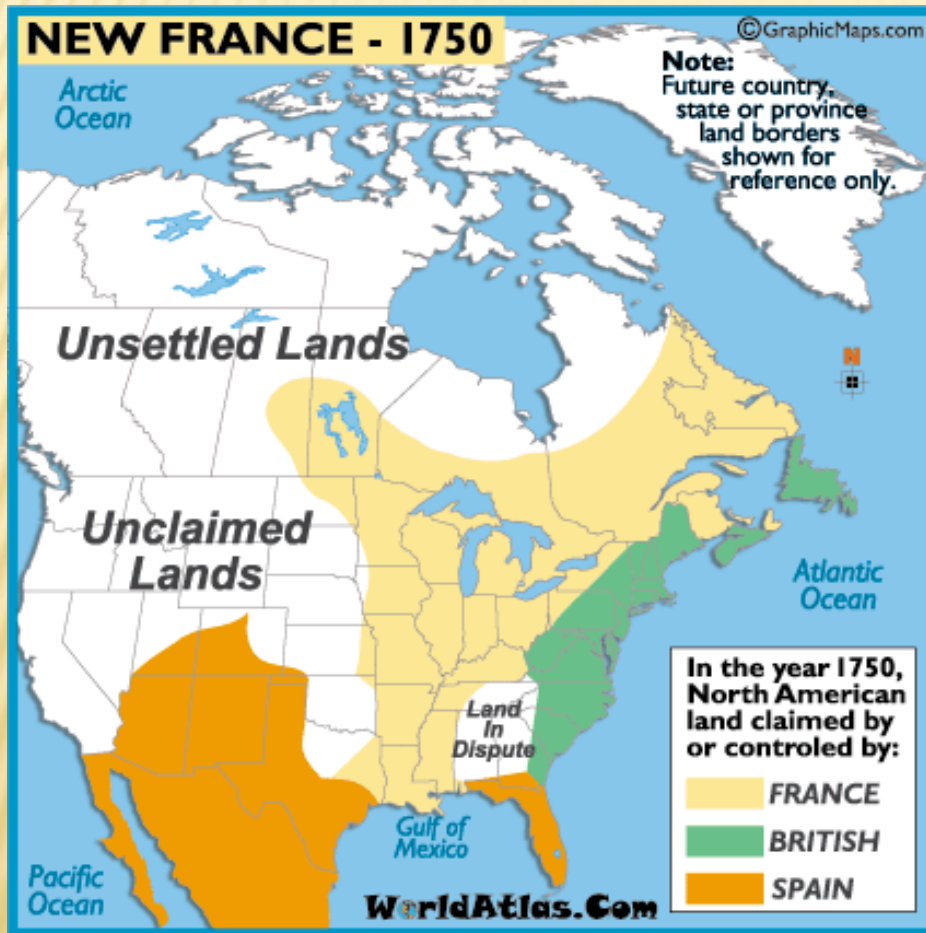 NEW FRANCE - 1750
©GraphicMaps.com
Note:
Future country,
state or province
land borders
shown for
reference only.
Arctic
Ocean
Unsettled Lands
N
Unclaimed
Lands
Atlantic
Ocean
Land
In
Dispute
In the year 1750,
North American
land claimed by
or controled by:
FRANCE
BRITISH
SPAIN
Gulf of
Mexico
Pacific
Ocean
WorldAtlas.Com